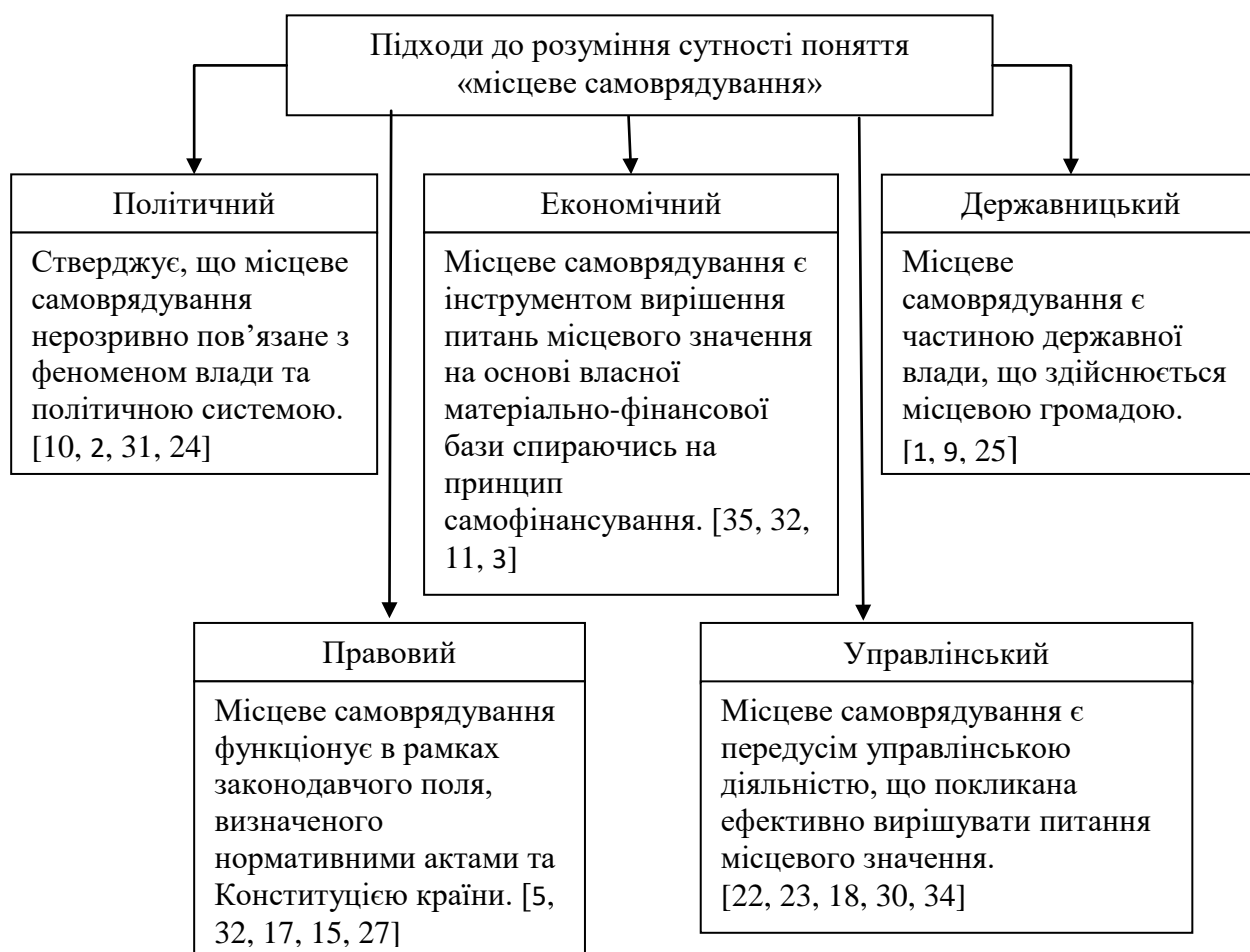 Підходи до розуміння сутності поняття
«місцеве самоврядування»
Політичний
Стверджує, що місцеве
самоврядування
нерозривно пов’язане з
феноменом влади та
політичною системою.
[10, 2, 31, 24]
Економічний
Місцеве самоврядування є
інструментом вирішення
питань місцевого значення
на основі власної
матеріально-фінансової
бази спираючись на
принцип
самофінансування. [35, 32,
11, 3]
Державницький
Місцеве
самоврядування є
частиною державної
влади, що здійснюється
місцевою громадою.
[1, 9, 25]
Правовий
Місцеве самоврядування
функціонує в рамках
законодавчого поля,
визначеного
нормативними актами та
Конституцією країни. [5,
32, 17, 15, 27]
Управлінський
Місцеве самоврядування є
передусім управлінською
діяльністю, що покликана
ефективно вирішувати питання
місцевого значення.
[22, 23, 18, 30, 34]